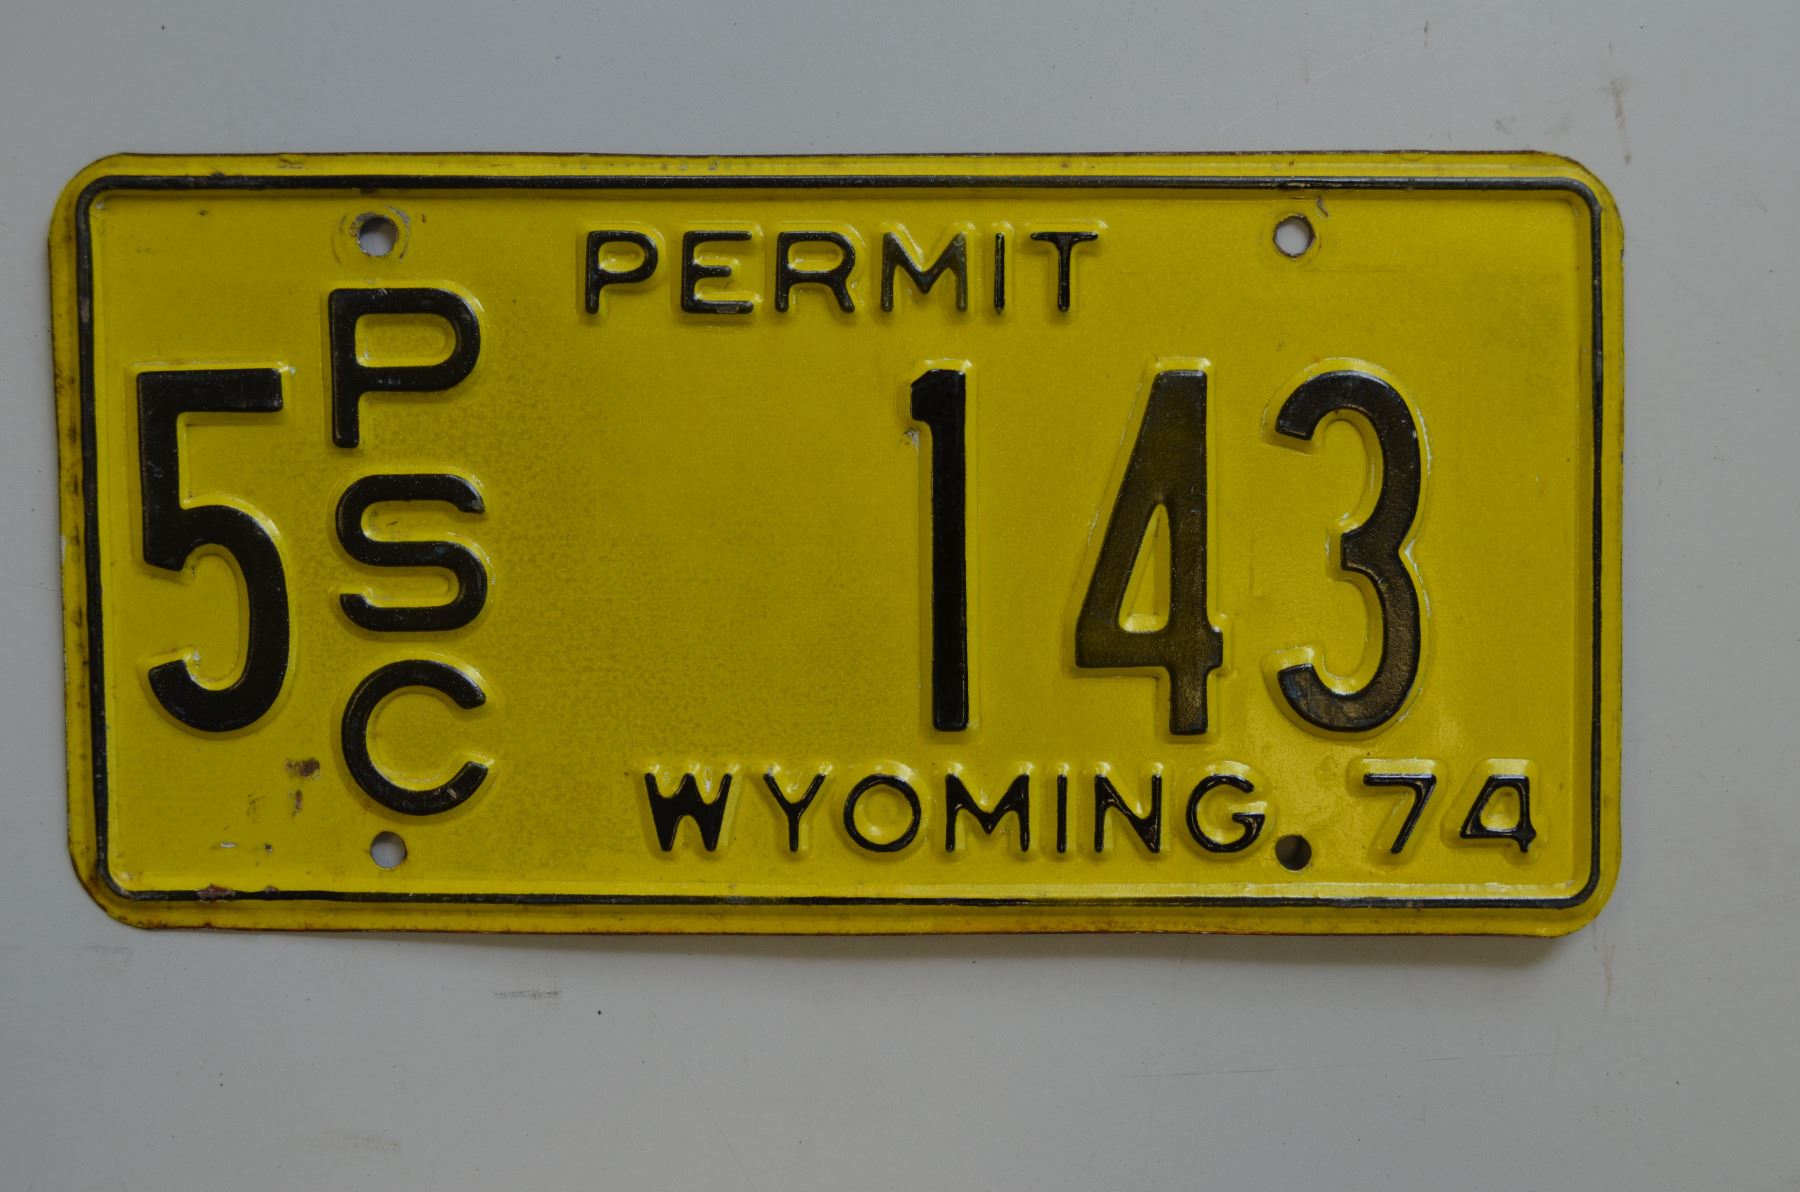 PERMIT
5 PSC 143
WYOMING 74